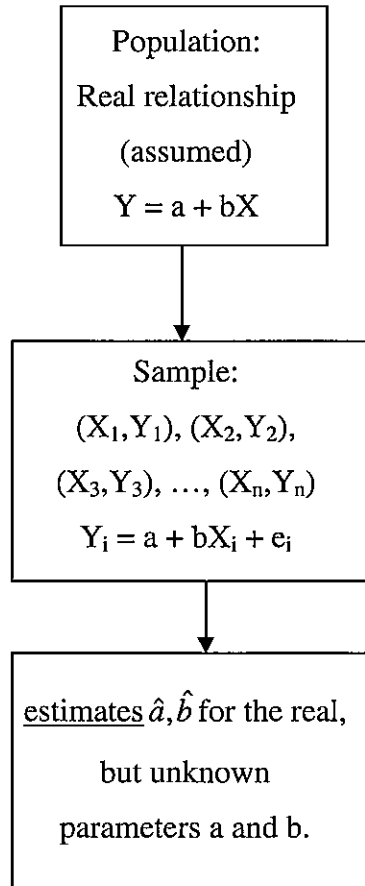 Population:
Real relationship
(assumed)
Y = a + bX
Sample:
(X₁,Y₁), (X₂,Y₂),
(X₃,Y₃), …, (Xₙ,Yₙ)
Yᵢ = a + bXᵢ + eᵢ
estimates â, b̂ for the real,
but unknown
parameters a and b.